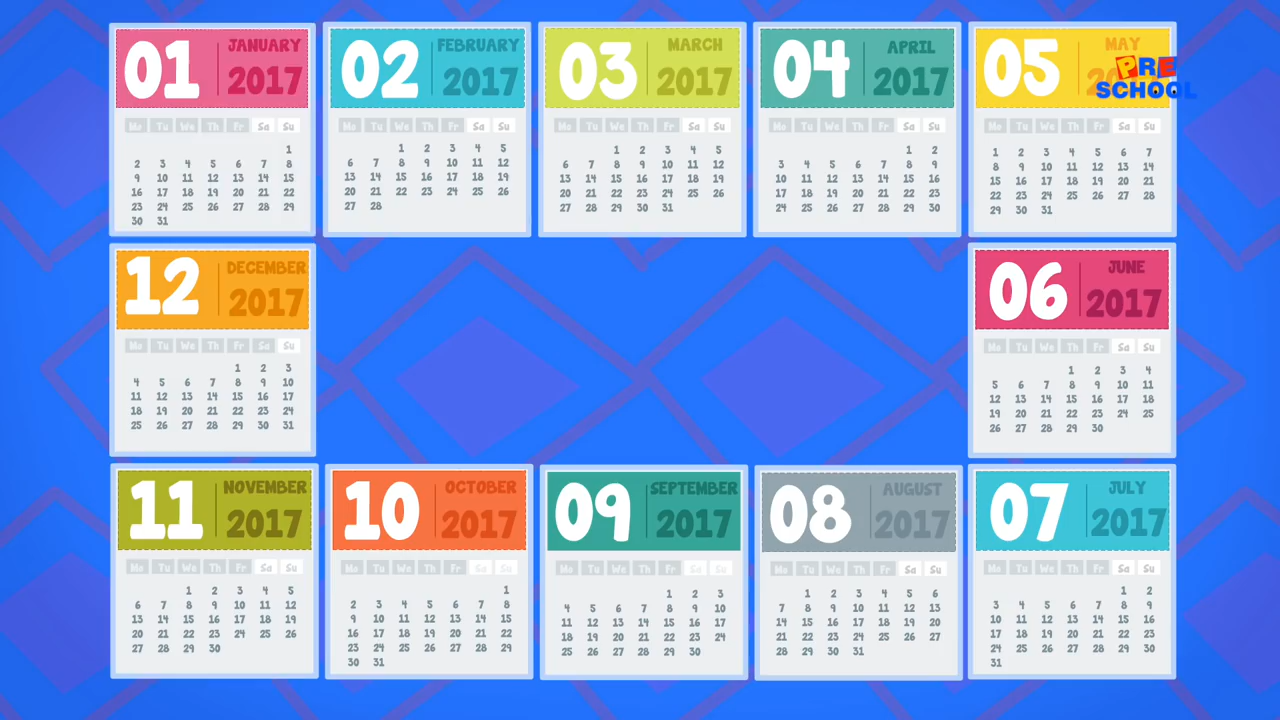 01 JANUARY
2017
Mo Tu We Th Fr Sa Su
1
2 3 4 5 6 7 8
9 10 11 12 13 14 15
16 17 18 19 20 21 22
23 24 25 26 27 28 29
30 31
02 FEBRUARY
2017
Mo Tu We Th Fr Sa Su
1 2 3 4 5
6 7 8 9 10 11 12
13 14 15 16 17 18 19
20 21 22 23 24 25 26
27 28
03 MARCH
2017
Mo Tu We Th Fr Sa Su
1 2 3 4 5
6 7 8 9 10 11 12
13 14 15 16 17 18 19
20 21 22 23 24 25 26
27 28 29 30 31
04 APRIL
2017
Mo Tu We Th Fr Sa Su
1 2
3 4 5 6 7 8 9
10 11 12 13 14 15 16
17 18 19 20 21 22 23
24 25 26 27 28 29 30
05 MAY
PRE
SCHOOL
Mo Tu We Th Fr Sa Su
1 2 3 4 5 6 7
8 9 10 11 12 13 14
15 16 17 18 19 20 21
22 23 24 25 26 27 28
29 30 31
12 DECEMBER
2017
Mo Tu We Th Fr Sa Su
1 2 3
4 5 6 7 8 9 10
11 12 13 14 15 16 17
18 19 20 21 22 23 24
25 26 27 28 29 30 31
06 JUNE
2017
Mo Tu We Th Fr Sa Su
1 2 3 4
5 6 7 8 9 10 11
12 13 14 15 16 17 18
19 20 21 22 23 24 25
26 27 28 29 30
11 NOVEMBER
2017
Mo Tu We Th Fr Sa Su
1 2 3 4 5
6 7 8 9 10 11 12
13 14 15 16 17 18 19
20 21 22 23 24 25 26
27 28 29 30
10 OCTOBER
2017
Mo Tu We Th Fr Sa Su
1
2 3 4 5 6 7 8
9 10 11 12 13 14 15
16 17 18 19 20 21 22
23 24 25 26 27 28 29
30 31
09 SEPTEMBER
2017
Mo Tu We Th Fr Sa Su
1 2 3
4 5 6 7 8 9 10
11 12 13 14 15 16 17
18 19 20 21 22 23 24
25 26 27 28 29 30
08 AUGUST
2017
Mo Tu We Th Fr Sa Su
1 2 3 4 5 6
7 8 9 10 11 12 13
14 15 16 17 18 19 20
21 22 23 24 25 26 27
28 29 30 31
07 JULY
2017
Mo Tu We Th Fr Sa Su
1 2
3 4 5 6 7 8 9
10 11 12 13 14 15 16
17 18 19 20 21 22 23
24 25 26 27 28 29 30
31